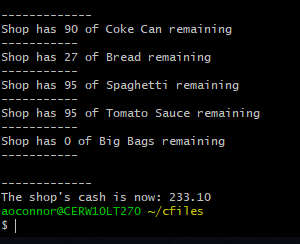 -------------
Shop has 90 of Coke Can remaining
-----------
Shop has 27 of Bread remaining
-----------
Shop has 95 of Spaghetti remaining
-----------
Shop has 95 of Tomato Sauce remaining
-----------
Shop has 0 of Big Bags remaining
-----------
-------------
The shop's cash is now: 233.10
aoconnor@CERW10LT270 ~/cfiles
$